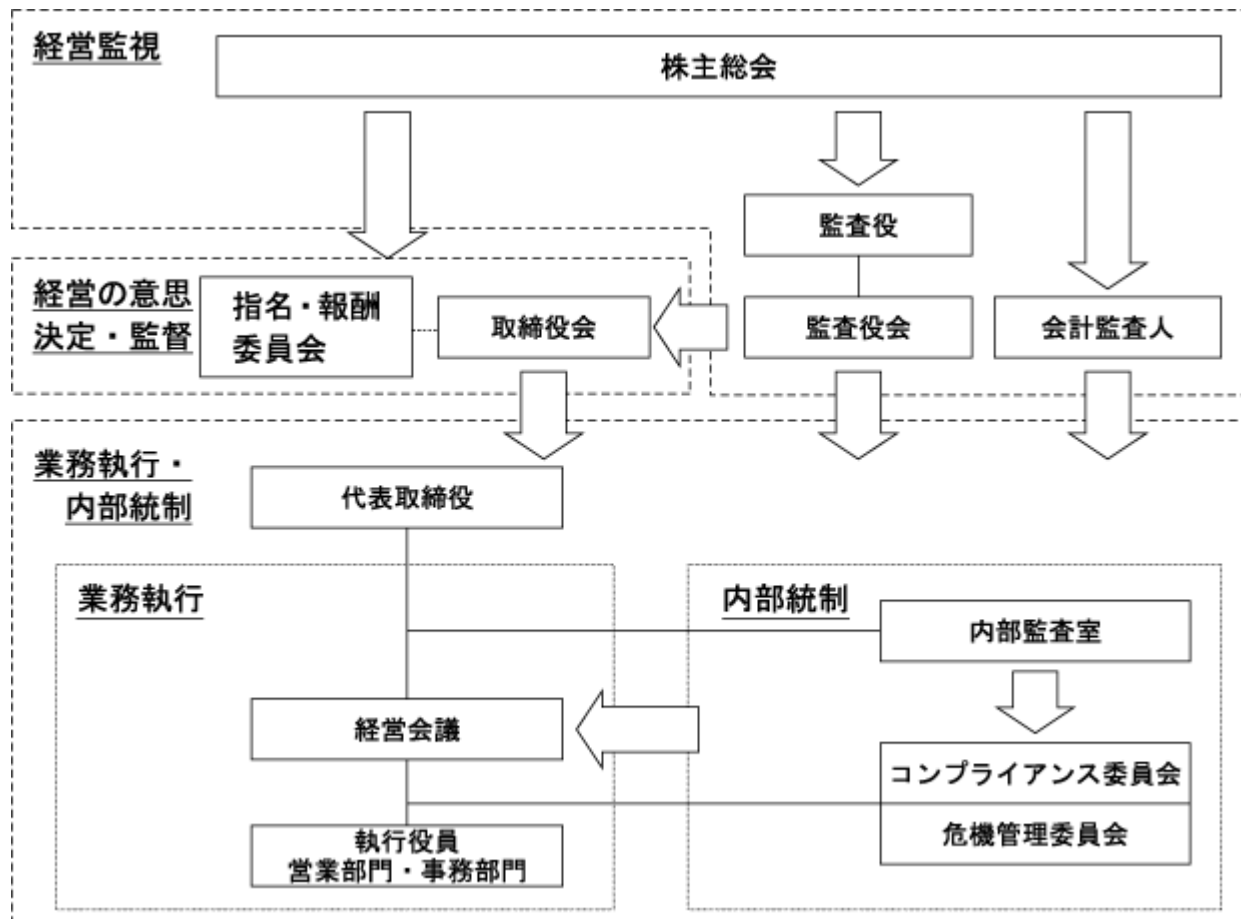 経営監視
株主総会
監査役
経営の意思
決定・監督
指名・報酬
委員会
取締役会
監査役会
会計監査人
業務執行・
内部統制
代表取締役
業務執行
内部統制
内部監査室
経営会議
コンプライアンス委員会
危機管理委員会
執行役員
営業部門・事務部門